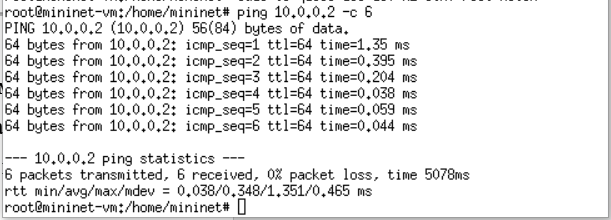 root@mininet-vm:/home/mininet# ping 10.0.0.2 -c 6
PING 10.0.0.2 (10.0.0.2) 56(84) bytes of data.
64 bytes from 10.0.0.2: icmp_seq=1 ttl=64 time=1.35 ms
64 bytes from 10.0.0.2: icmp_seq=2 ttl=64 time=0.395 ms
64 bytes from 10.0.0.2: icmp_seq=3 ttl=64 time=0.204 ms
64 bytes from 10.0.0.2: icmp_seq=4 ttl=64 time=0.038 ms
64 bytes from 10.0.0.2: icmp_seq=5 ttl=64 time=0.059 ms
64 bytes from 10.0.0.2: icmp_seq=6 ttl=64 time=0.044 ms
--- 10.0.0.2 ping statistics ---
6 packets transmitted, 6 received, 0% packet loss, time 5078ms
rtt min/avg/max/mdev = 0.038/0.348/1.351/0.465 ms
root@mininet-vm:/home/mininet#